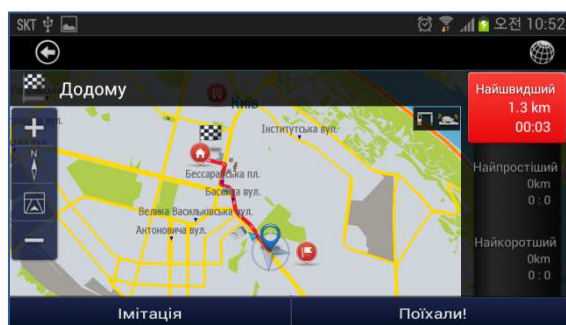 SKT 오전 10:52
Додому
Найшвидший
1.3 km
00:03
Київ
Інститутська вул.
Бессарабська пл.
Басейна вул.
Велика Васильківська вул.
Антоновича вул.
N
Найпростіший
0km
0 : 0
Найкоротший
0km
0 : 0
Імітація
Поїхали!